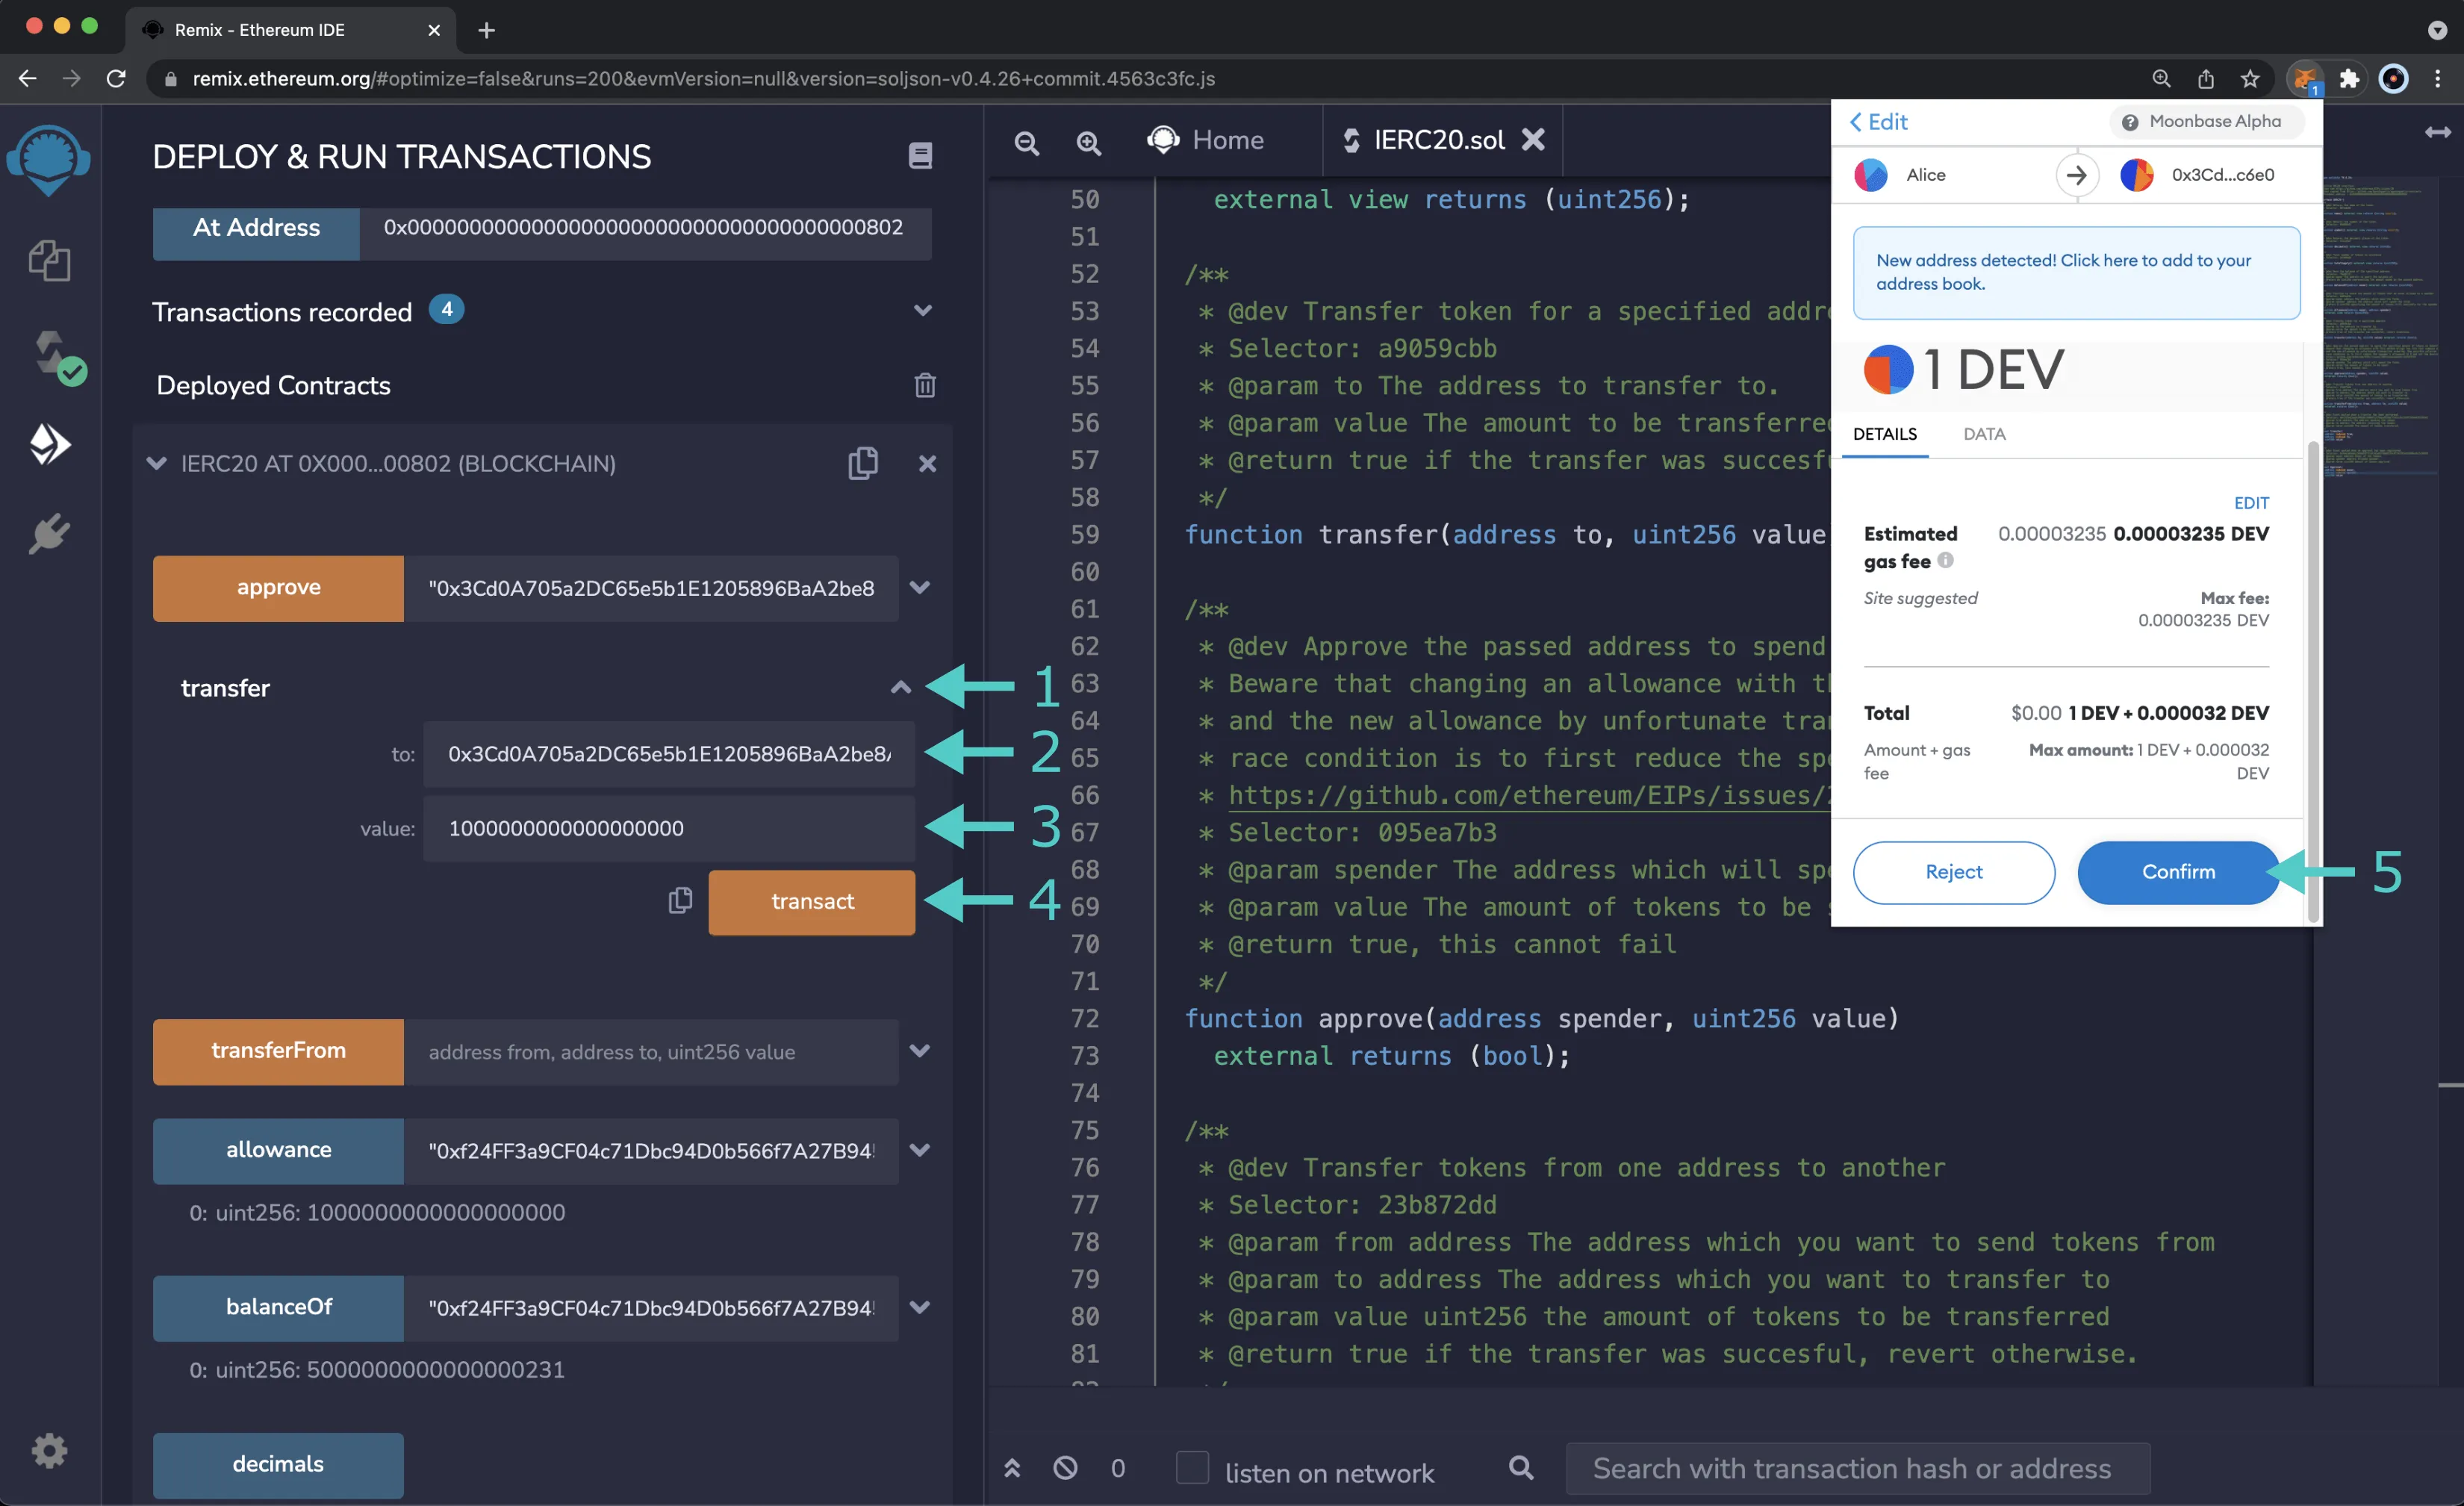 Remix - Ethereum IDE
remix.ethereum.org/#optimize=false&runs=200&evmVersion=null&version=soljson-v0.4.26+commit.4563c3fc.js
1
DEPLOY & RUN TRANSACTIONS
At Address 0x0000000000000000000000000000000000000802
Transactions recorded 4
Deployed Contracts
IERC20 AT 0X000...00802 (BLOCKCHAIN)
approve "0x3Cd0A705a2DC65e5b1E1205896BaA2be8
transfer
1
to: 0x3Cd0A705a2DC65e5b1E1205896BaA2be8
2
value: 1000000000000000000
3
transact
4
transferFrom address from, address to, uint256 value
allowance "0xf24FF3a9CF04c71Dbc94D0b566f7A27B94
0: uint256: 1000000000000000000
balanceOf "0xf24FF3a9CF04c71Dbc94D0b566f7A27B94
0: uint256: 5000000000000000231
decimals
Home IERC20.sol
50 external view returns (uint256);
51
52 /**
53 * @dev Transfer token for a specified addr
54 * Selector: a9059cbb
55 * @param to The address to transfer to.
56 * @param value The amount to be transferre
57 * @return true if the transfer was succesf
58 */
59 function transfer(address to, uint256 value
60
61 /**
62 * @dev Approve the passed address to spend
63 * Beware that changing an allowance with t
64 * and the new allowance by unfortunate tra
65 * race condition is to first reduce the sp
66 * https://github.com/ethereum/EIPs/issues/
67 * Selector: 095ea7b3
68 * @param spender The address which will sp
69 * @param value The amount of tokens to be
70 * @return true, this cannot fail
71 */
72 function approve(address spender, uint256 value)
73 external returns (bool);
74
75 /**
76 * @dev Transfer tokens from one address to another
77 * Selector: 23b872dd
78 * @param from address The address which you want to send tokens from
79 * @param to address The address which you want to transfer to
80 * @param value uint256 the amount of tokens to be transferred
81 * @return true if the transfer was succesful, revert otherwise.
0 listen on network Search with transaction hash or address
Edit Moonbase Alpha
Alice 0x3Cd...c6e0
New address detected! Click here to add to your
address book.
1 DEV
DETAILS DATA
EDIT
Estimated 0.00003235 0.00003235 DEV
gas fee
Site suggested Max fee:
0.00003235 DEV
Total $0.00 1 DEV + 0.000032 DEV
Amount + gas Max amount: 1 DEV + 0.000032
fee DEV
Reject Confirm
5